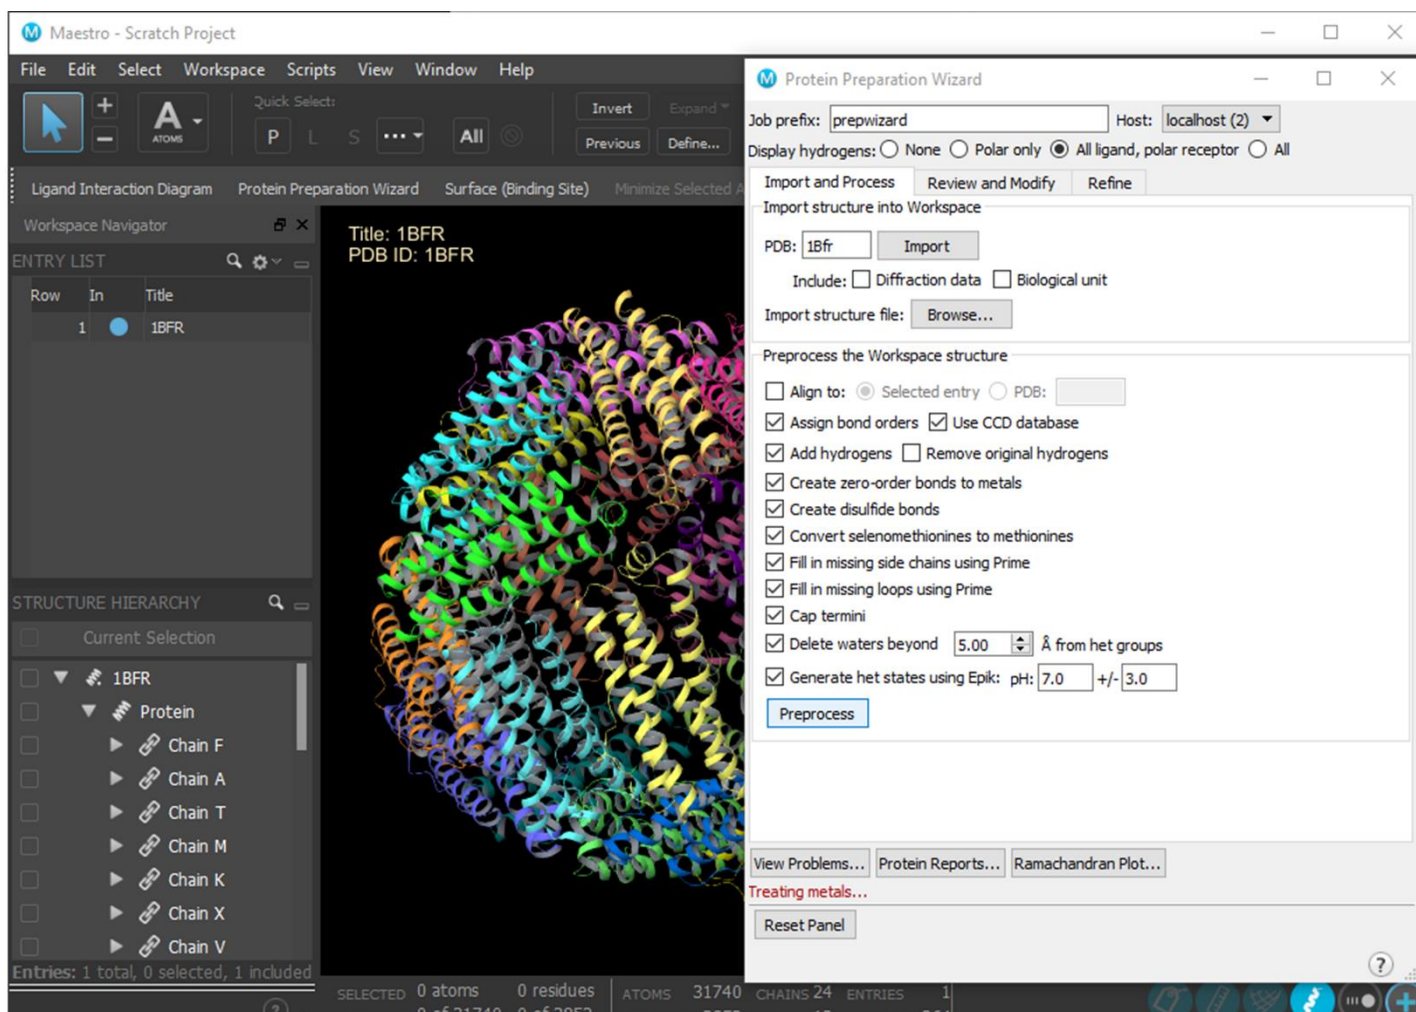 Maestro - Scratch Project
File Edit Select Workspace Scripts View Window Help
Quick Select:
Invert Expand
A ATOMS P L S ... All
Previous Define...
Ligand Interaction Diagram Protein Preparation Wizard Surface (Binding Site) Minimize Selected A
Workspace Navigator
ENTRY LIST
Row In Title
1 1BFR
STRUCTURE HIERARCHY
Current Selection
1BFR
Protein
Chain F
Chain A
Chain T
Chain M
Chain K
Chain X
Chain V
Entries: 1 total, 0 selected, 1 included
Title: 1BFR
PDB ID: 1BFR
SELECTED 0 atoms 0 residues ATOMS 31740 CHAINS 24 ENTRIES 1
Protein Preparation Wizard
Job prefix: prepwizard Host: localhost (2)
Display hydrogens: None Polar only All ligand, polar receptor All
Import and Process Review and Modify Refine
Import structure into Workspace
PDB: 1Bfr Import
Include: Diffraction data Biological unit
Import structure file: Browse...
Preprocess the Workspace structure
Align to: Selected entry PDB:
Assign bond orders Use CCD database
Add hydrogens Remove original hydrogens
Create zero-order bonds to metals
Create disulfide bonds
Convert selenomethionines to methionines
Fill in missing side chains using Prime
Fill in missing loops using Prime
Cap termini
Delete waters beyond 5.00 Å from het groups
Generate het states using Epik: pH: 7.0 +/- 3.0
Preprocess
View Problems... Protein Reports... Ramachandran Plot...
Treating metals...
Reset Panel
?